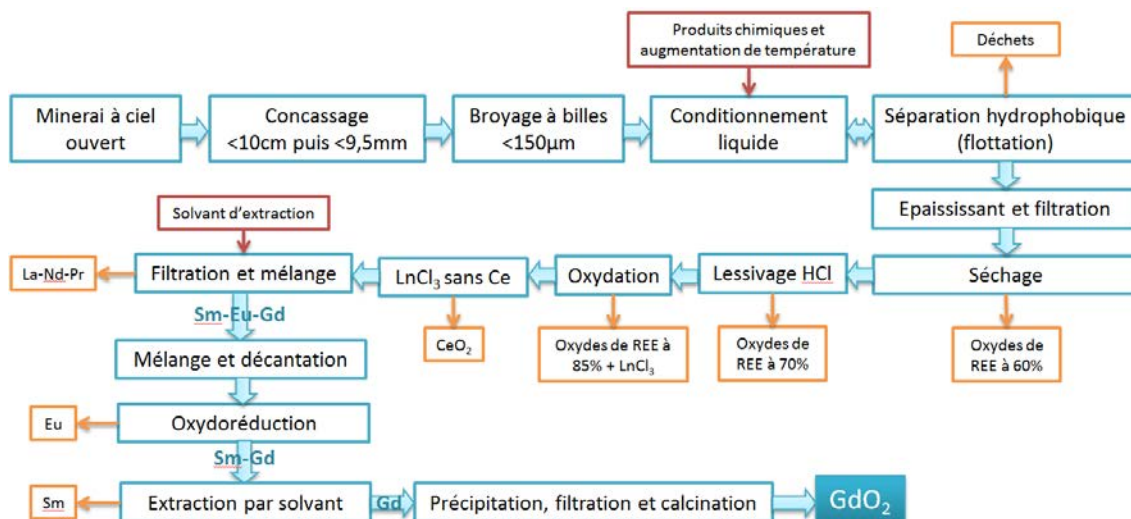 Produits chimiques et
augmentation de température
Déchets
Minerai à ciel
ouvert
Concassage
<10cm puis <9,5mm
Broyage à billes
<150µm
Conditionnement
liquide
Séparation hydrophobique
(flottation)
Epaississant et filtration
Solvant d'extraction
La-Nd-Pr
Filtration et mélange
LnCl3 sans Ce
Oxydation
Lessivage HCl
Séchage
Sm-Eu-Gd
CeO2
Oxydes de REE à
85% + LnCl3
Oxydes de
REE à 70%
Oxydes de
REE à 60%
Mélange et décantation
Eu
Oxydoréduction
Sm-Gd
Sm
Extraction par solvant
Gd
Précipitation, filtration et calcination
GdO2